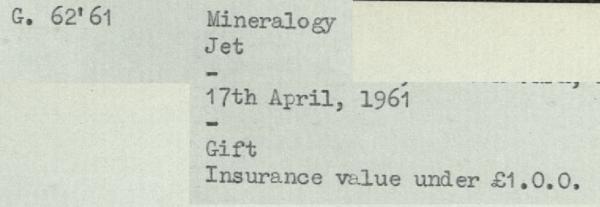 G. 62'61 Mineralogy
Jet
-
17th April, 1961
-
Gift
Insurance value under £1.0.0.